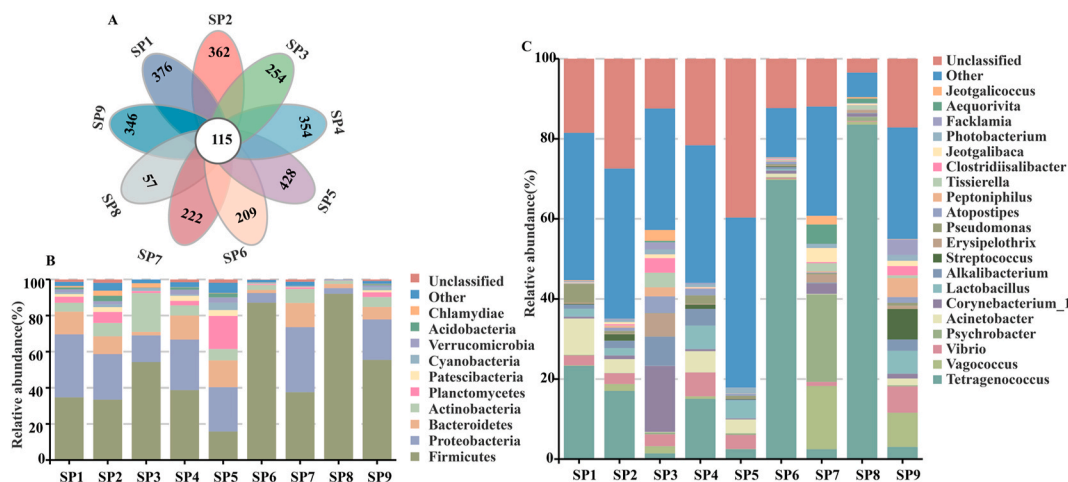 A
SP2
362
SP3
254
SP4
354
SP5
428
SP6
209
SP7
222
SP8
57
SP9
346
SP1
376
115
B
Relative abundance(%)
100
80
60
40
20
0
SP1 SP2 SP3 SP4 SP5 SP6 SP7 SP8 SP9
Unclassified
Other
Chlamydiae
Acidobacteria
Verrucomicrobia
Cyanobacteria
Patescibacteria
Planctomycetes
Actinobacteria
Bacteroidetes
Proteobacteria
Firmicutes
C
Relative abundance(%)
100
80
60
40
20
0
SP1 SP2 SP3 SP4 SP5 SP6 SP7 SP8 SP9
Unclassified
Other
Jeotgalicoccus
Aequorivita
Facklamia
Photobacterium
Jeotgalibaca
Clostridiisalibacter
Tissierella
Peptoniphilus
Atopostipes
Pseudomonas
Erysipelothrix
Streptococcus
Alkalibacterium
Lactobacillus
Corynebacterium_1
Acinetobacter
Psychrobacter
Vibrio
Vagococcus
Tetragenococcus